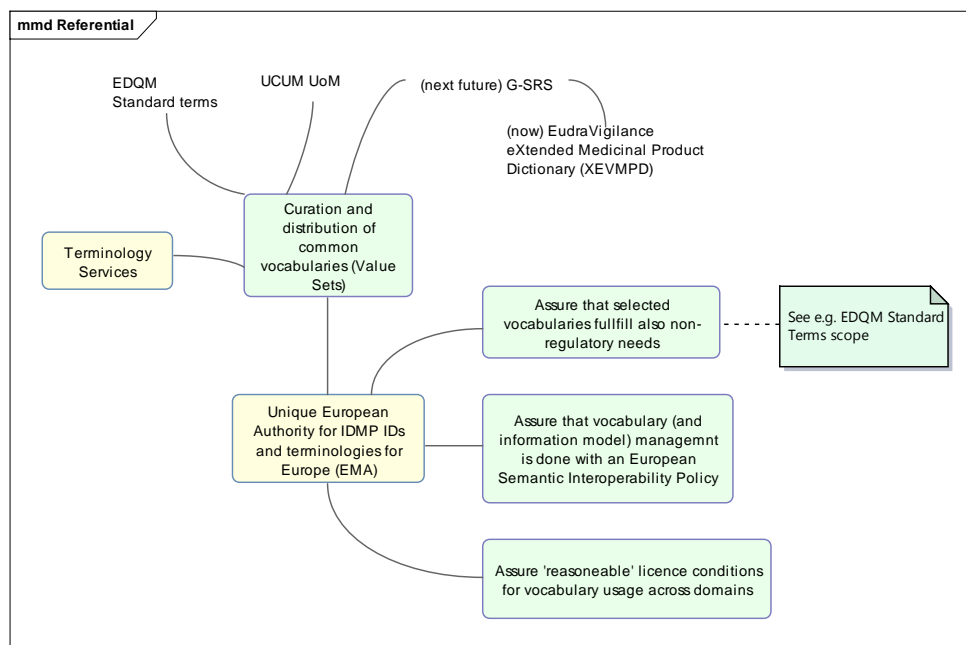 mmd Referential
EDQM
Standard terms
UCUM UoM
(next future) G-SRS
(now) EudraVigilance
eXtended Medicinal Product
Dictionary (XEVMPD)
Curation and
distribution of
common
vocabularies (Value
Sets)
Terminology
Services
Assure that selected
vocabularies fullfill also non-
regulatory needs
See e.g. EDQM Standard
Terms scope
Unique European
Authority for IDMP IDs
and terminologies for
Europe (EMA)
Assure that vocabulary (and
information model) managemnt
is done with an European
Semantic Interoperability Policy
Assure 'reasoneable' licence conditions
for vocabulary usage across domains